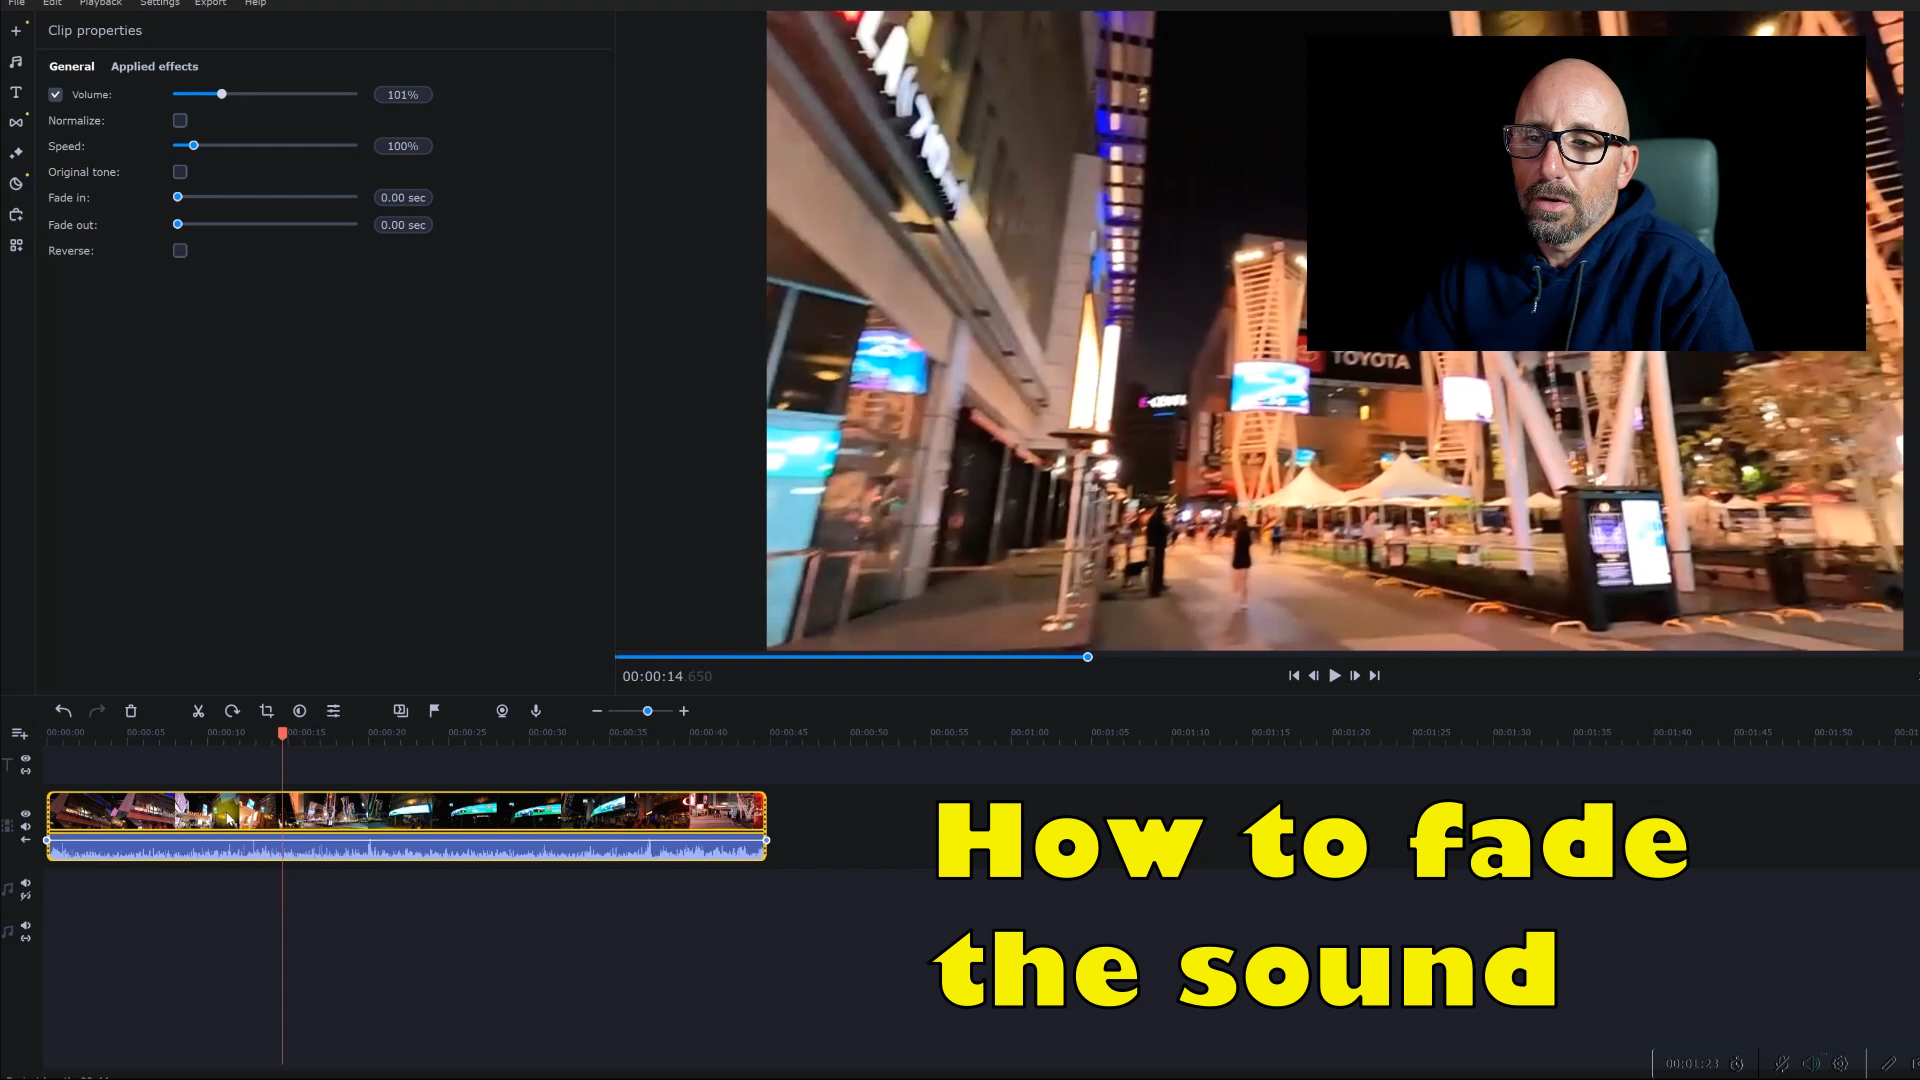 File Edit Playback Settings Export Help
Clip properties
General Applied effects
Volume: 101%
Normalize:
Speed: 100%
Original tone:
Fade in: 0.00 sec
Fade out: 0.00 sec
Reverse:
TOYOTA
00:00:14.650
00:00:00 00:00:05 00:00:10 00:00:15 00:00:20 00:00:25 00:00:30 00:00:35 00:00:40 00:00:45 00:00:50 00:00:55 00:01:00 00:01:05 00:01:10 00:01:15 00:01:20 00:01:25 00:01:30 00:01:35 00:01:40 00:01:45 00:01:50
How to fade
the sound
00:01:23